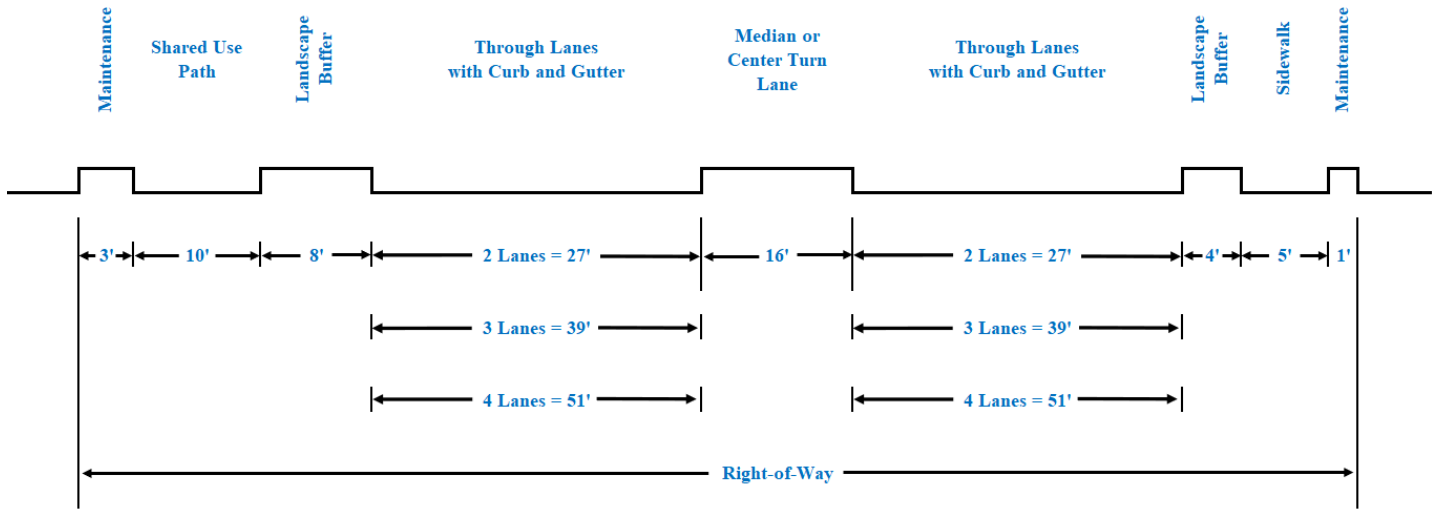 Maintenance
Shared Use
Path
Landscape
Buffer
Through Lanes
with Curb and Gutter
Median or
Center Turn
Lane
Through Lanes
with Curb and Gutter
Landscape
Buffer
Sidewalk
Maintenance
3'
10'
8'
2 Lanes = 27'
16'
2 Lanes = 27'
4'
5'
1'
3 Lanes = 39'
3 Lanes = 39'
4 Lanes = 51'
4 Lanes = 51'
Right-of-Way